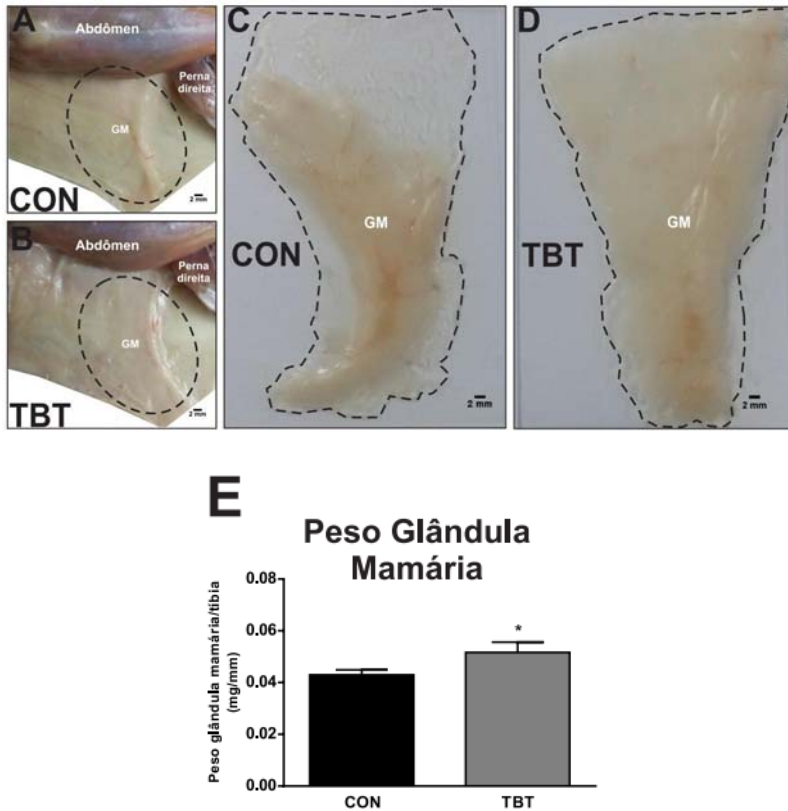 A
Abdômen
Perna
direita
GM
CON
2 mm
B
Abdômen
Perna
direita
GM
TBT
2 mm
C
GM
CON
2 mm
D
GM
TBT
2 mm
E
Peso Glândula
Mamária
Peso glândula mamária/tíbia
(mg/mm)
0.08
0.06
0.04
0.02
0.00
*
CON
TBT